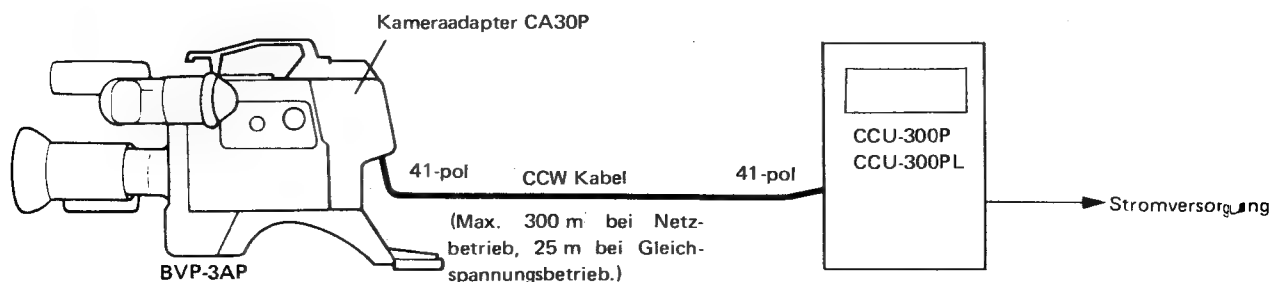 Kameraadapter CA30P
CCU-300P
CCU-300PL
41-pol
CCW Kabel
41-pol
Stromversorgung
(Max. 300 m bei Netz-
betrieb, 25 m bei Gleich-
spannungsbetrieb.)
BVP-3AP